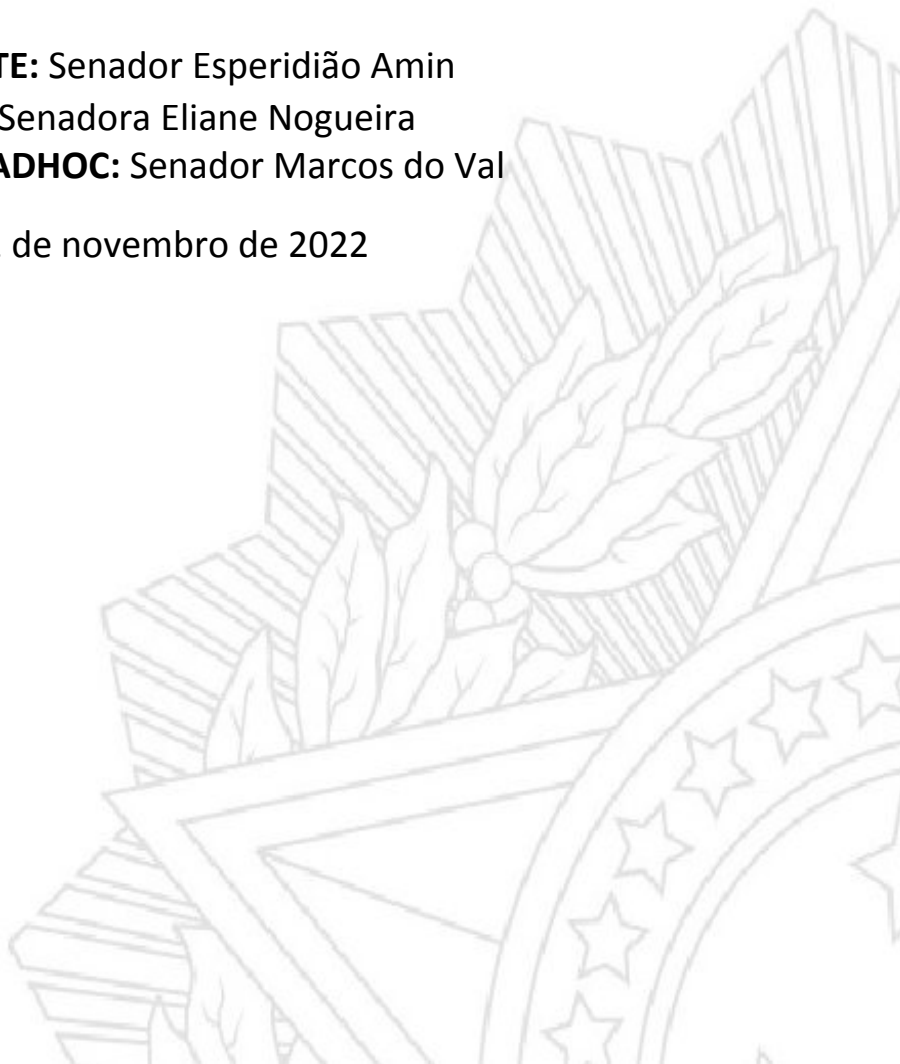 TE: Senador Esperidião Amin
Senadora Eliane Nogueira
ADHOC: Senador Marcos do Val
de novembro de 2022